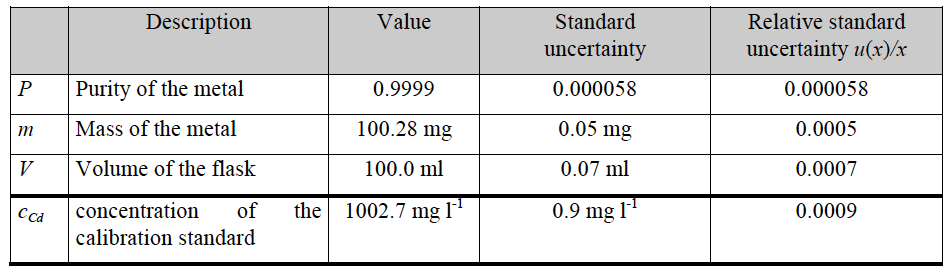 Description Value Standard uncertainty Relative standard uncertainty u(x)/x
P Purity of the metal 0.9999 0.000058 0.000058
m Mass of the metal 100.28 mg 0.05 mg 0.0005
V Volume of the flask 100.0 ml 0.07 ml 0.0007
c_Cd concentration of the calibration standard 1002.7 mg l⁻¹ 0.9 mg l⁻¹ 0.0009